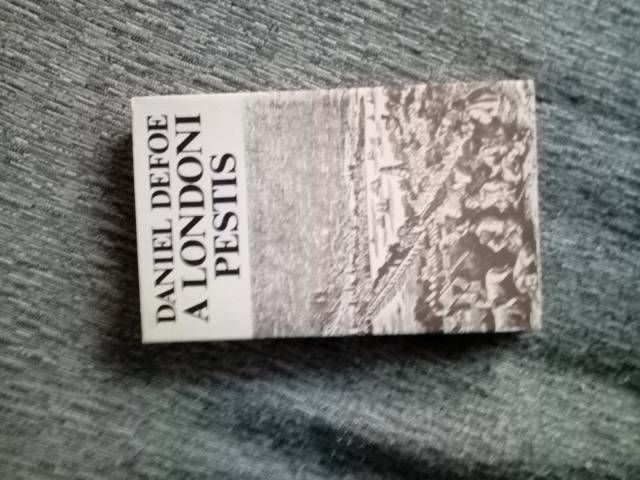 DANIEL DEFOE
A LONDONI
PESTIS